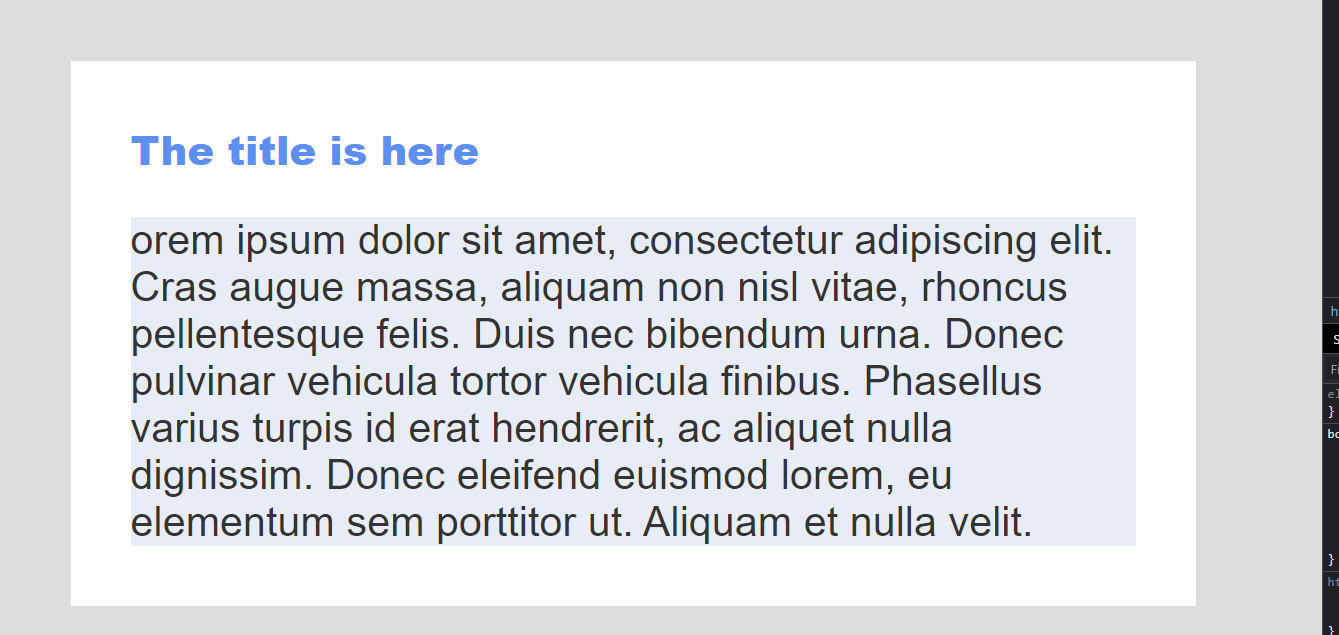 The title is here
orem ipsum dolor sit amet, consectetur adipiscing elit.
Cras augue massa, aliquam non nisl vitae, rhoncus
pellentesque felis. Duis nec bibendum urna. Donec
pulvinar vehicula tortor vehicula finibus. Phasellus
varius turpis id erat hendrerit, ac aliquet nulla
dignissim. Donec eleifend euismod lorem, eu
elementum sem porttitor ut. Aliquam et nulla velit.
}
}
}